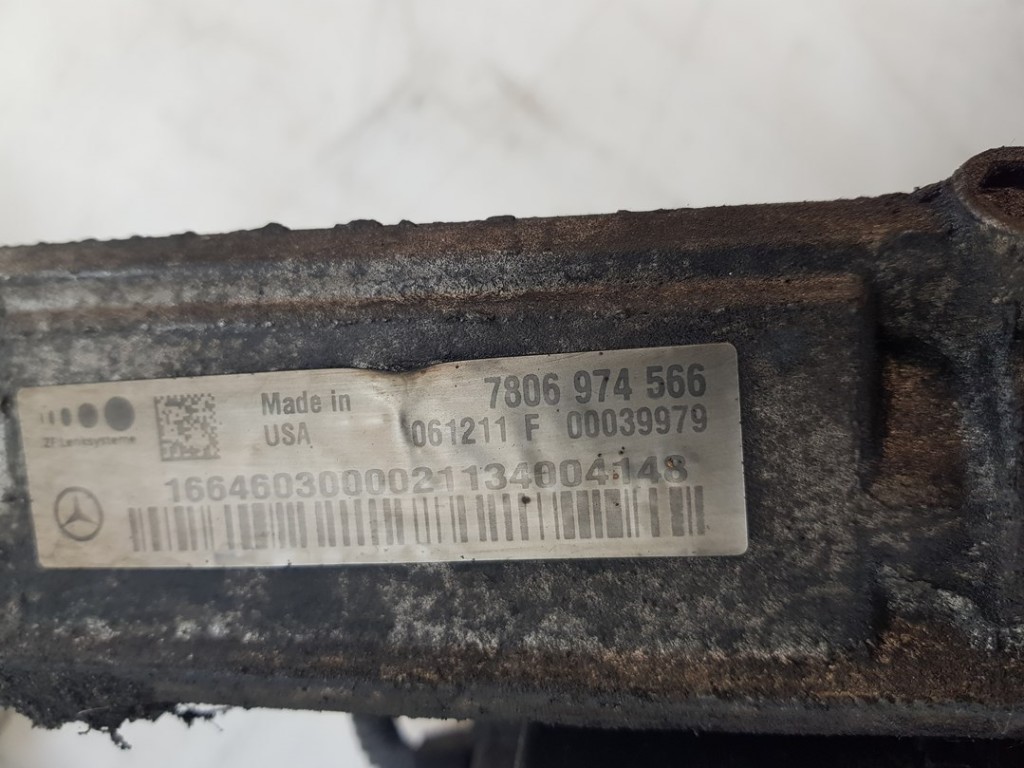 ZF Lenksysteme
Made in
USA
7806 974 566
061211 F 00039979
1664603000021134004148